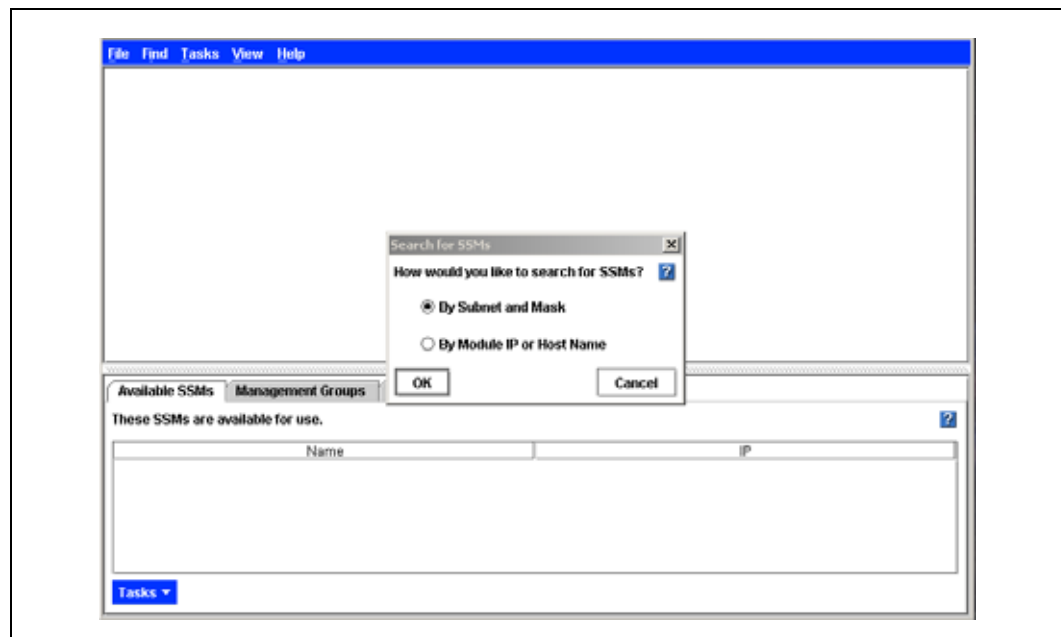 File Find Tasks View Help
Search for SSMs
How would you like to search for SSMs?
By Subnet and Mask
By Module IP or Host Name
OK Cancel
Available SSMs Management Groups
These SSMs are available for use.
Name IP
Tasks